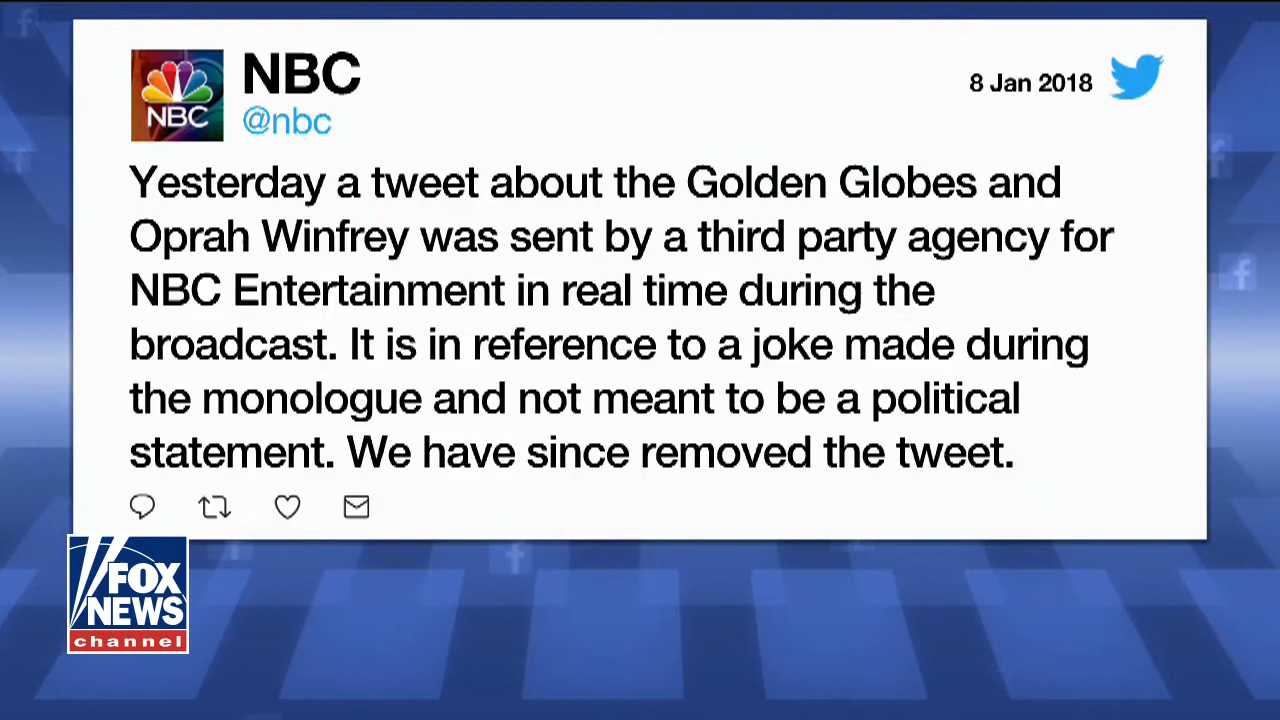 NBC
NBC
@nbc
8 Jan 2018
Yesterday a tweet about the Golden Globes and
Oprah Winfrey was sent by a third party agency for
NBC Entertainment in real time during the
broadcast. It is in reference to a joke made during
the monologue and not meant to be a political
statement. We have since removed the tweet.
FOX
NEWS
channel